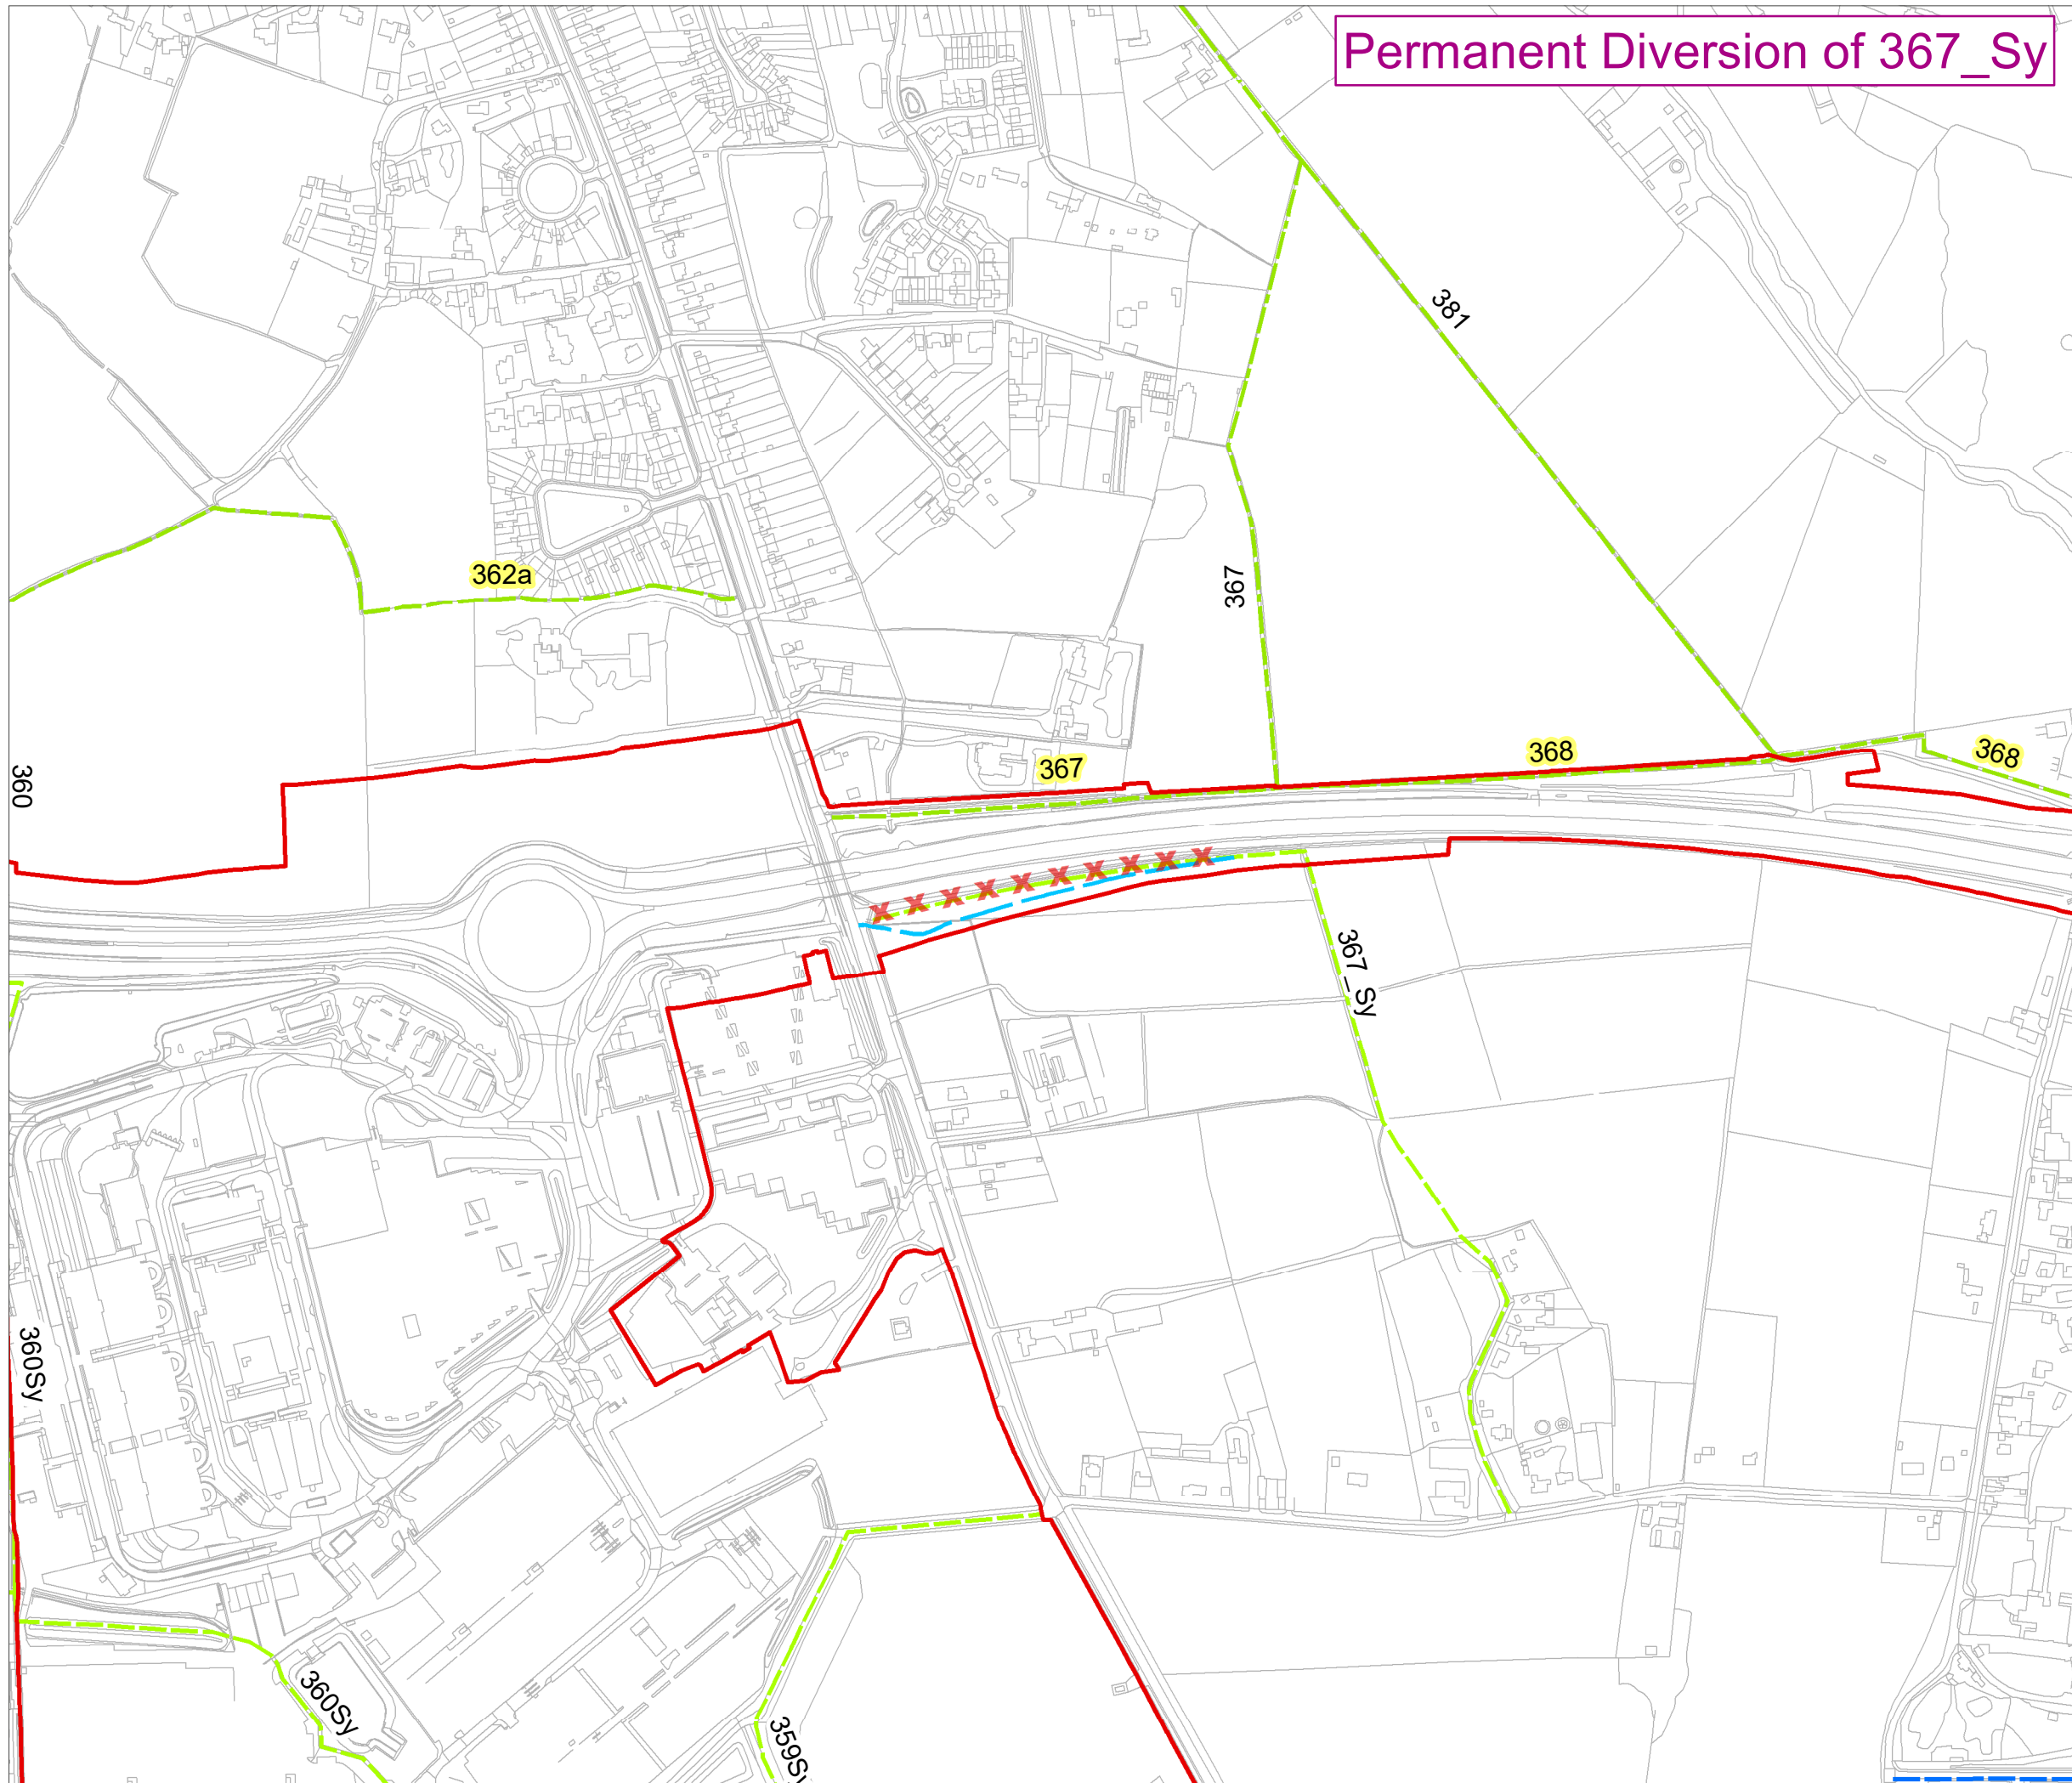 Permanent Diversion of 367_Sy
381
362a
367
368
368
367
360
X X X X X X X X X X
367_Sy
360Sy
360Sy
359Sy